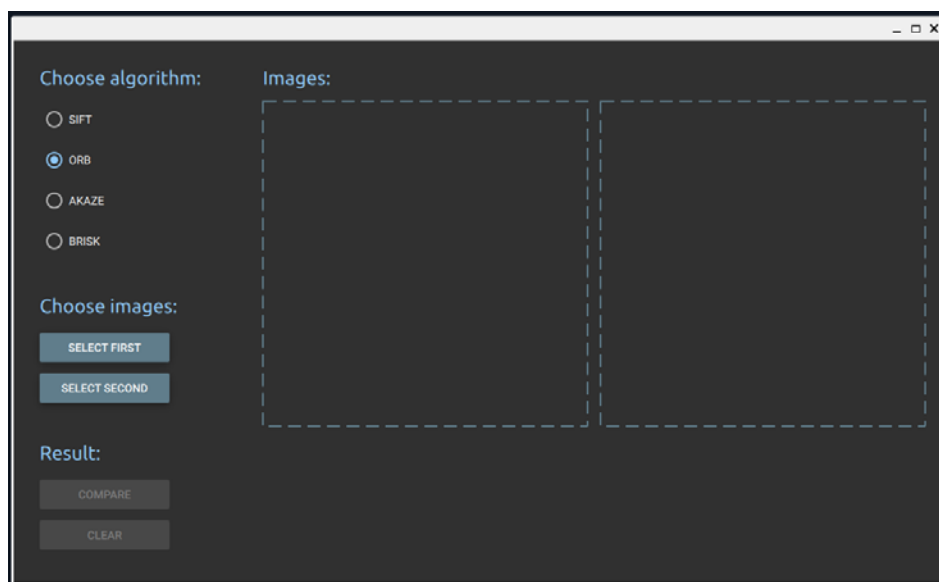 Choose algorithm:
SIFT
ORB
AKAZE
BRISK
Choose images:
SELECT FIRST
SELECT SECOND
Result:
COMPARE
CLEAR
Images: